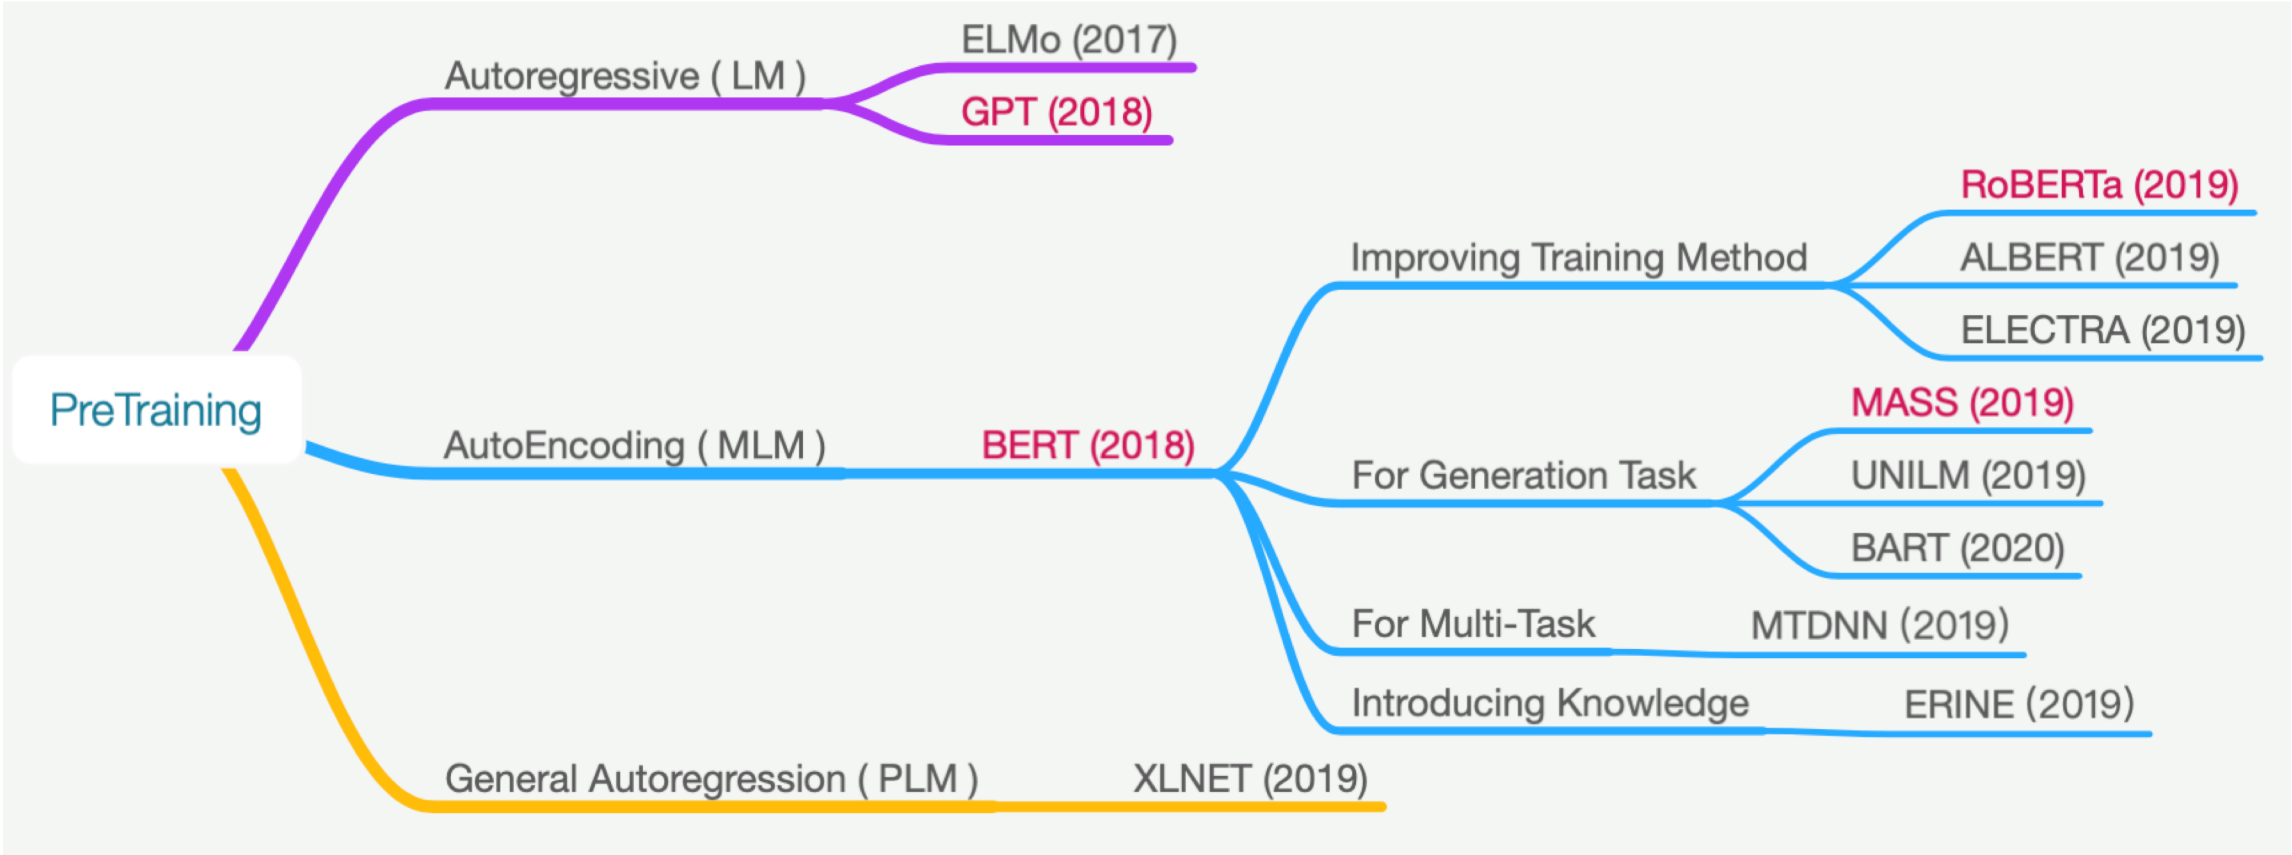 ELMo (2017)
Autoregressive ( LM )
GPT (2018)
RoBERTa (2019)
Improving Training Method
ALBERT (2019)
ELECTRA (2019)
PreTraining
MASS (2019)
AutoEncoding ( MLM )
BERT (2018)
For Generation Task
UNILM (2019)
BART (2020)
For Multi-Task
MTDNN (2019)
Introducing Knowledge
ERINE (2019)
General Autoregression ( PLM )
XLNET (2019)